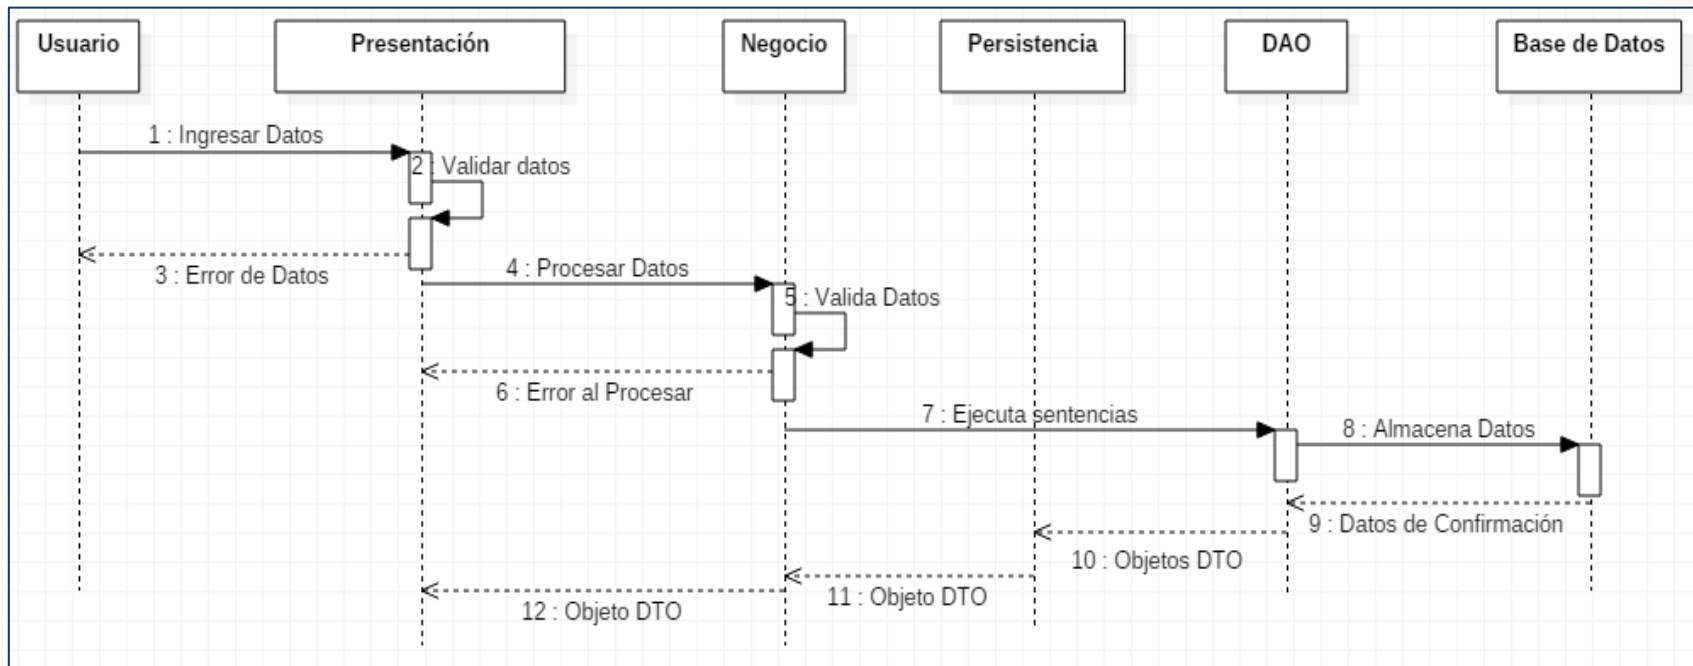 Usuario
Presentación
Negocio
Persistencia
DAO
Base de Datos
1 : Ingresar Datos
2 : Validar datos
3 : Error de Datos
4 : Procesar Datos
5 : Valida Datos
6 : Error al Procesar
7 : Ejecuta sentencias
8 : Almacena Datos
9 : Datos de Confirmación
10 : Objetos DTO
11 : Objeto DTO
12 : Objeto DTO